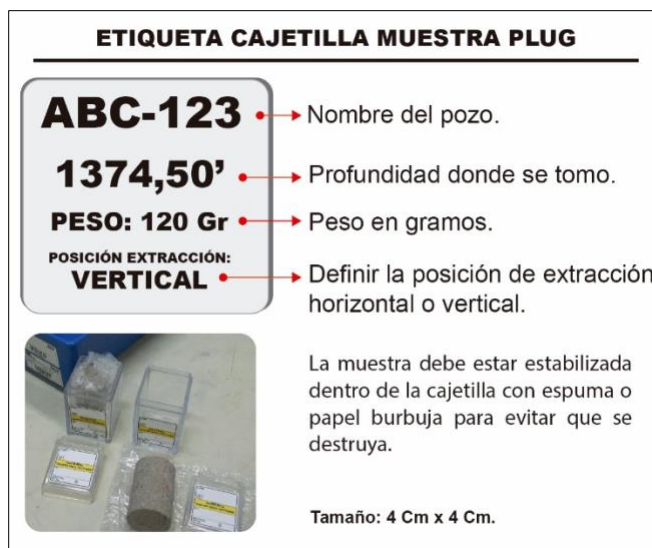 ETIQUETA CAJETILLA MUESTRA PLUG
ABC-123
Nombre del pozo.
1374,50’
Profundidad donde se tomo.
PESO: 120 Gr
Peso en gramos.
POSICIÓN EXTRACCIÓN:
VERTICAL
Definir la posición de extracción
horizontal o vertical.
La muestra debe estar estabilizada
dentro de la cajetilla con espuma o
papel burbuja para evitar que se
destruya.
Tamaño: 4 Cm x 4 Cm.